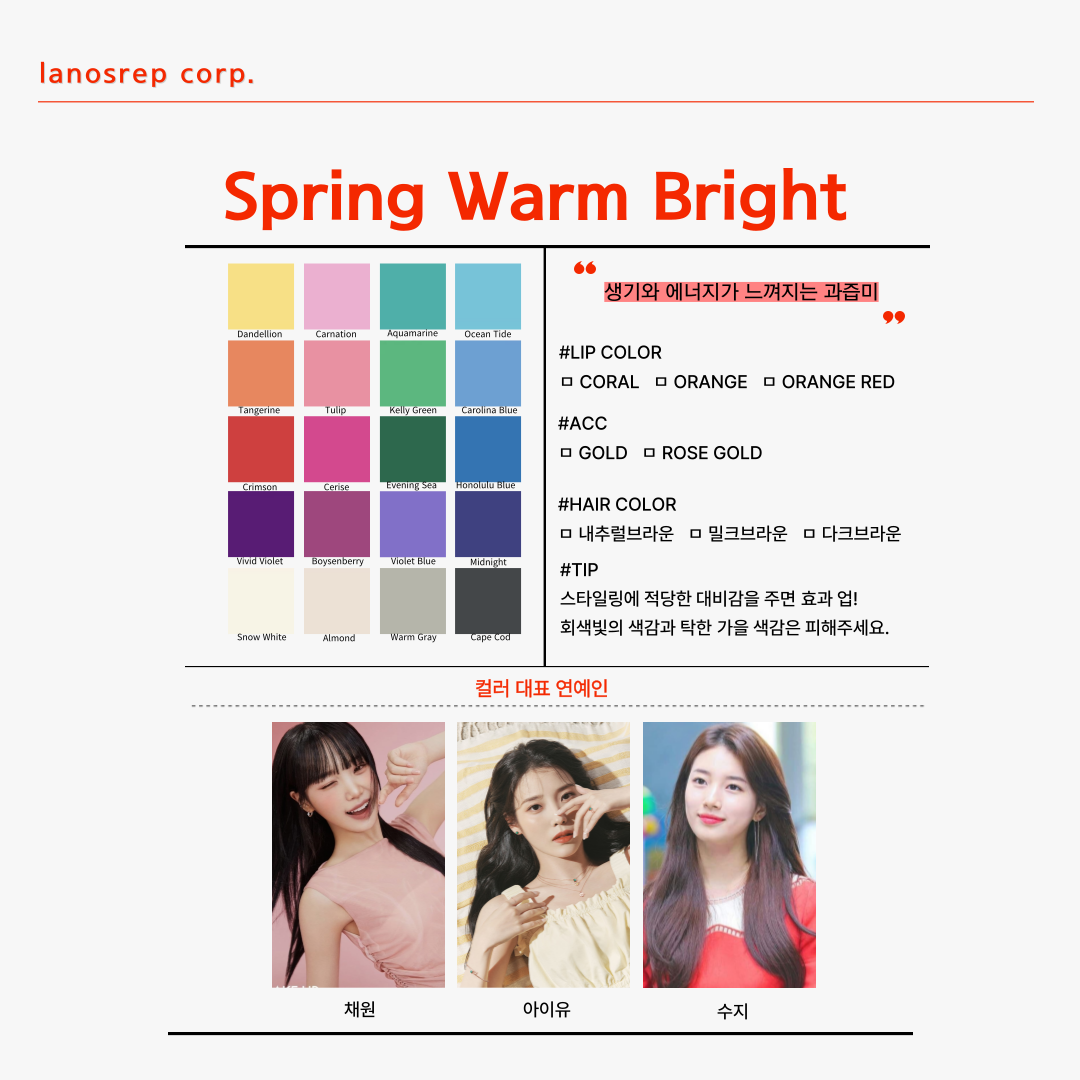 lanosrep corp.
Spring Warm Bright
Dandellion Carnation Aquamarine Ocean Tide
Tangerine Tulip Kelly Green Carolina Blue
Crimson Cerise Evening Sea Honolulu Blue
Vivid Violet Boysenberry Violet Blue Midnight
Snow White Almond Warm Gray Cape Cod
❝
생기와 에너지가 느껴지는 과즙미
❞
#LIP COLOR
ㅁ CORAL ㅁ ORANGE ㅁ ORANGE RED
#ACC
ㅁ GOLD ㅁ ROSE GOLD
#HAIR COLOR
ㅁ 내추럴브라운 ㅁ 밀크브라운 ㅁ 다크브라운
#TIP
스타일링에 적당한 대비감을 주면 효과 업!
회색빛의 색감과 탁한 가을 색감은 피해주세요.
컬러 대표 연예인
채원 아이유 수지